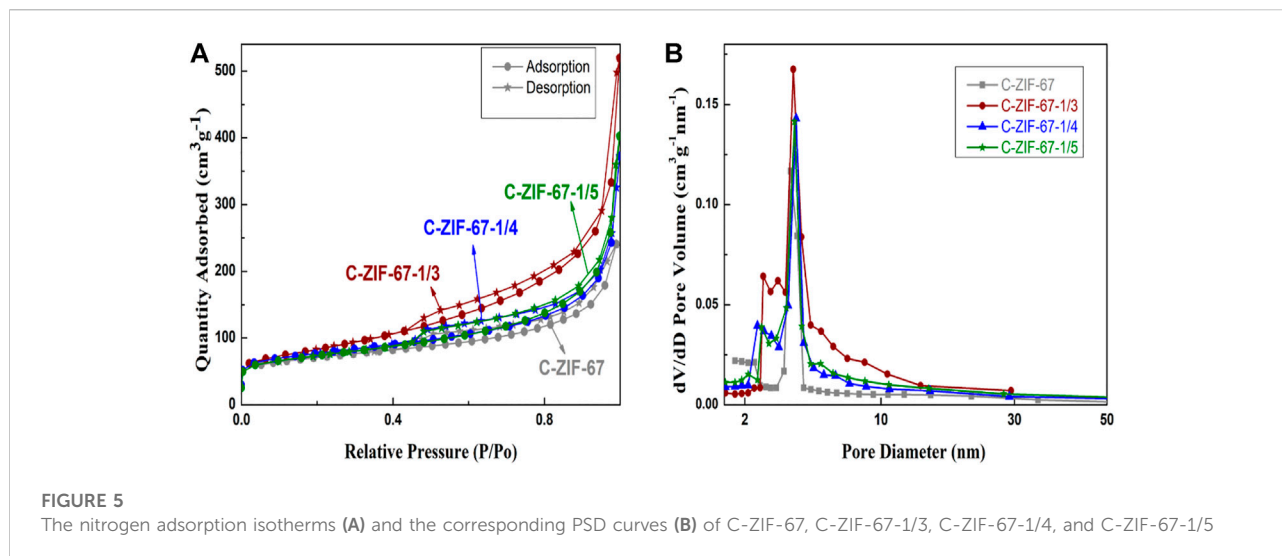 A
500
400
300
200
100
0
Quantity Adsorbed (cm³g⁻¹)
Adsorption
Desorption
C-ZIF-67-1/5
C-ZIF-67-1/4
C-ZIF-67-1/3
C-ZIF-67
0.0 0.4 0.8
Relative Pressure (P/Po)
B
0.15
0.10
0.05
0.00
dV/dD Pore Volume (cm³g⁻¹nm⁻¹)
C-ZIF-67
C-ZIF-67-1/3
C-ZIF-67-1/4
C-ZIF-67-1/5
2 10 30 50
Pore Diameter (nm)
FIGURE 5
The nitrogen adsorption isotherms (A) and the corresponding PSD curves (B) of C-ZIF-67, C-ZIF-67-1/3, C-ZIF-67-1/4, and C-ZIF-67-1/5